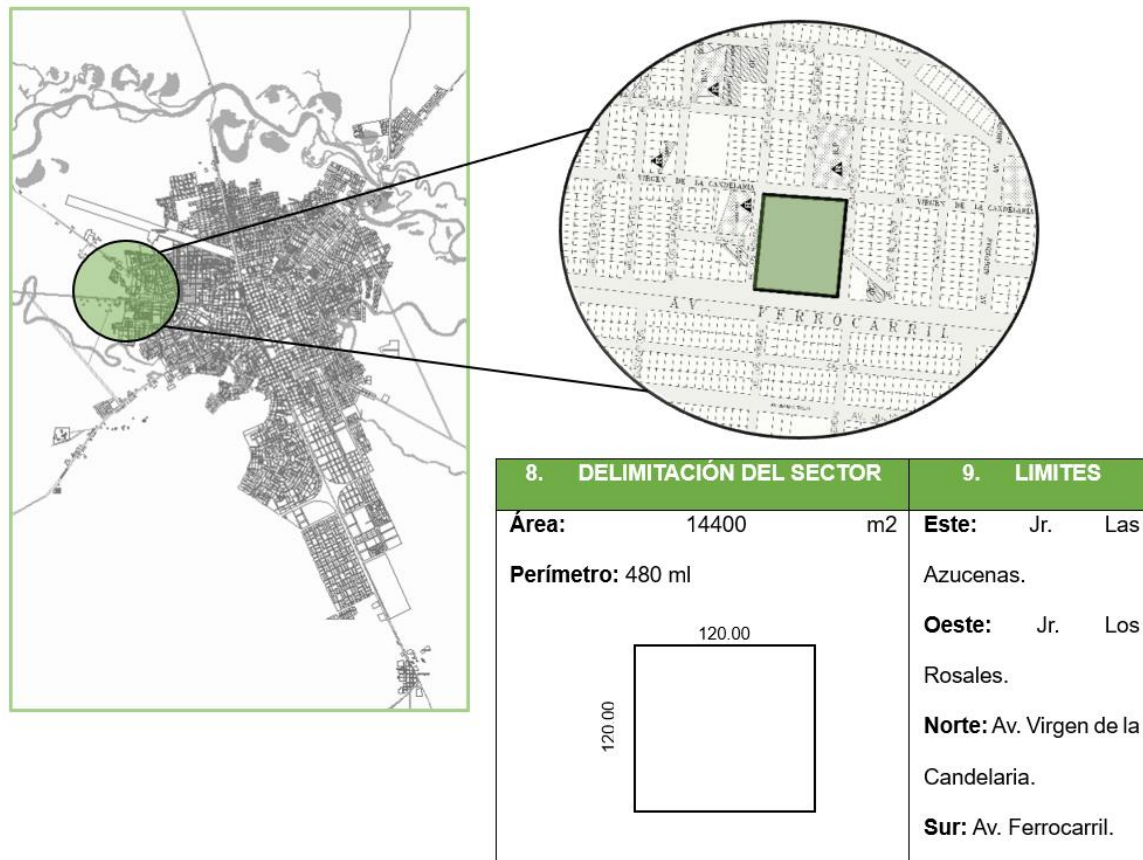 AV. VIRGEN DE LA CANDELARIA
AV. VIRGEN DE LA CANDELARIA
AV. FERROCARRIL
8. DELIMITACIÓN DEL SECTOR
9. LIMITES
Área: 14400 m2
Perímetro: 480 ml
120.00
120.00
Este: Jr. Las
Azucenas.
Oeste: Jr. Los
Rosales.
Norte: Av. Virgen de la
Candelaria.
Sur: Av. Ferrocarril.